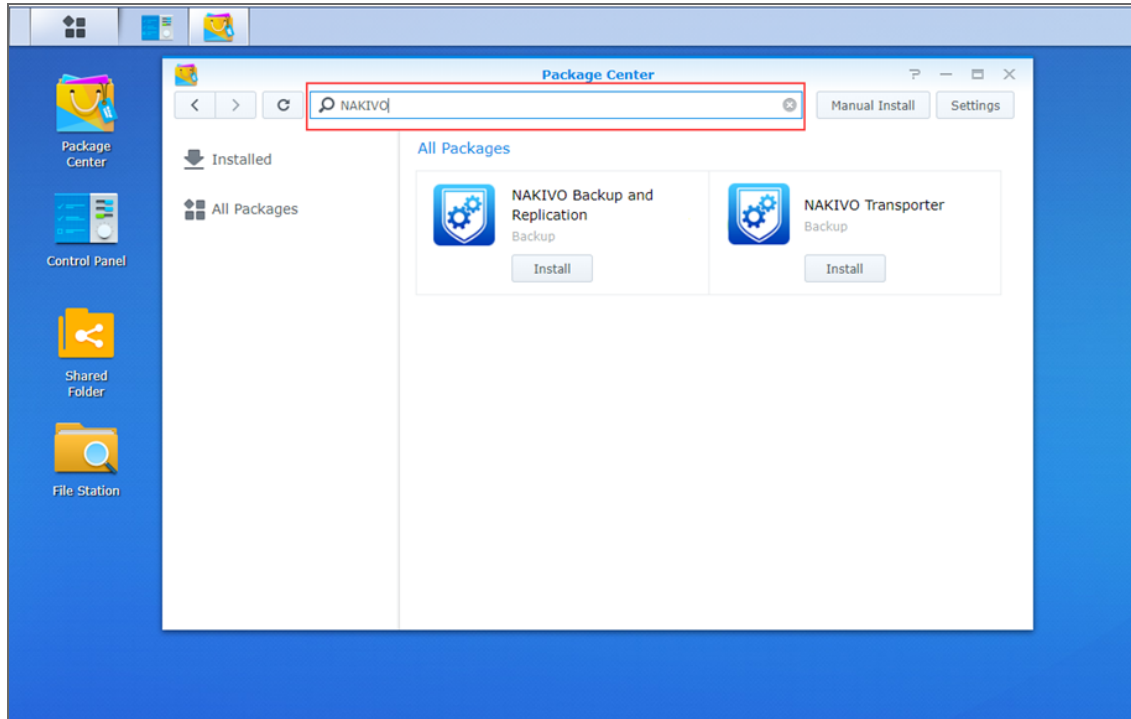 Package Center
NAKIVO
Manual Install
Settings
Package
Center
Control Panel
Shared
Folder
File Station
Installed
All Packages
All Packages
NAKIVO Backup and
Replication
Backup
Install
NAKIVO Transporter
Backup
Install